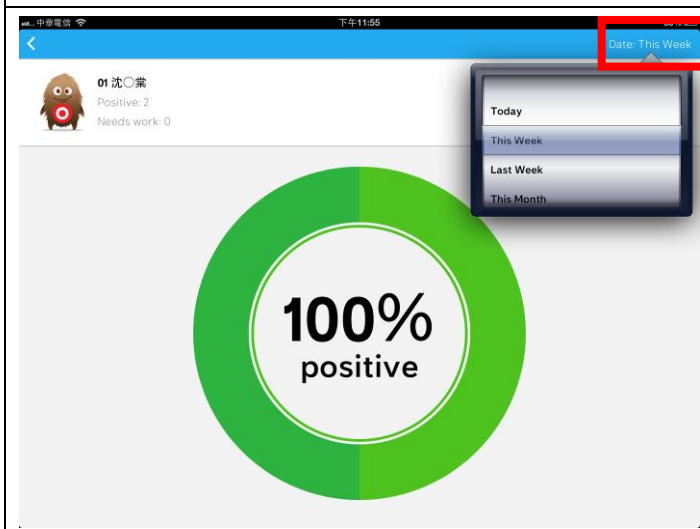 中華電信
下午11:55
Date: This Week
01 沈〇棠
Positive: 2
Needs work: 0
Today
This Week
Last Week
This Month
100%
positive